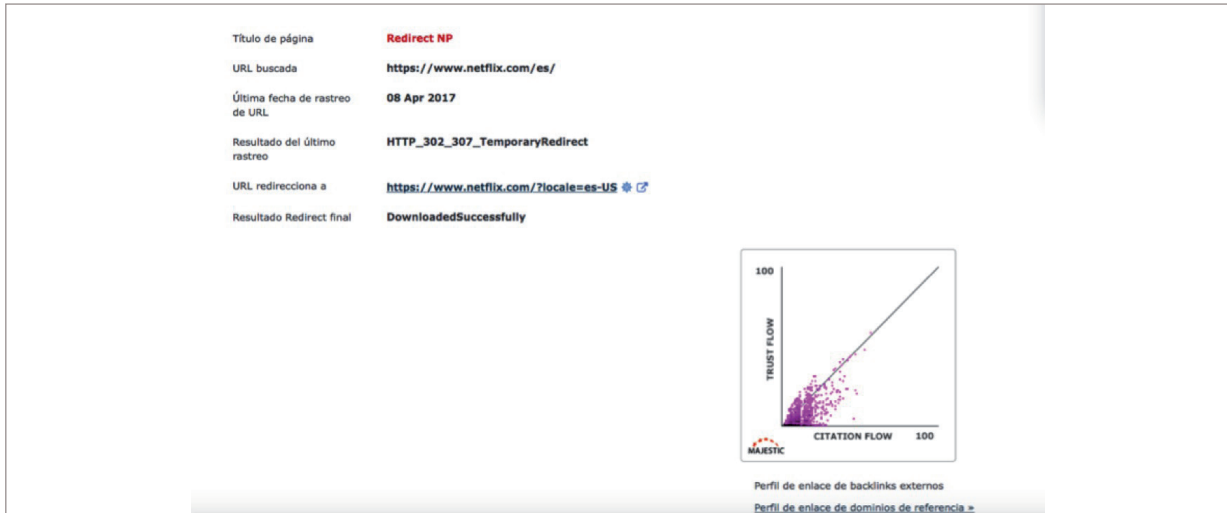 Título de página
Redirect NP
URL buscada
https://www.netflix.com/es/
Última fecha de rastreo
de URL
08 Apr 2017
Resultado del último
rastreo
HTTP_302_307_TemporaryRedirect
URL redirecciona a
https://www.netflix.com/?locale=es-US
Resultado Redirect final
DownloadedSuccessfully
100
TRUST FLOW
CITATION FLOW 100
MAJESTIC
Perfil de enlace de backlinks externos
Perfil de enlace de dominios de referencia »